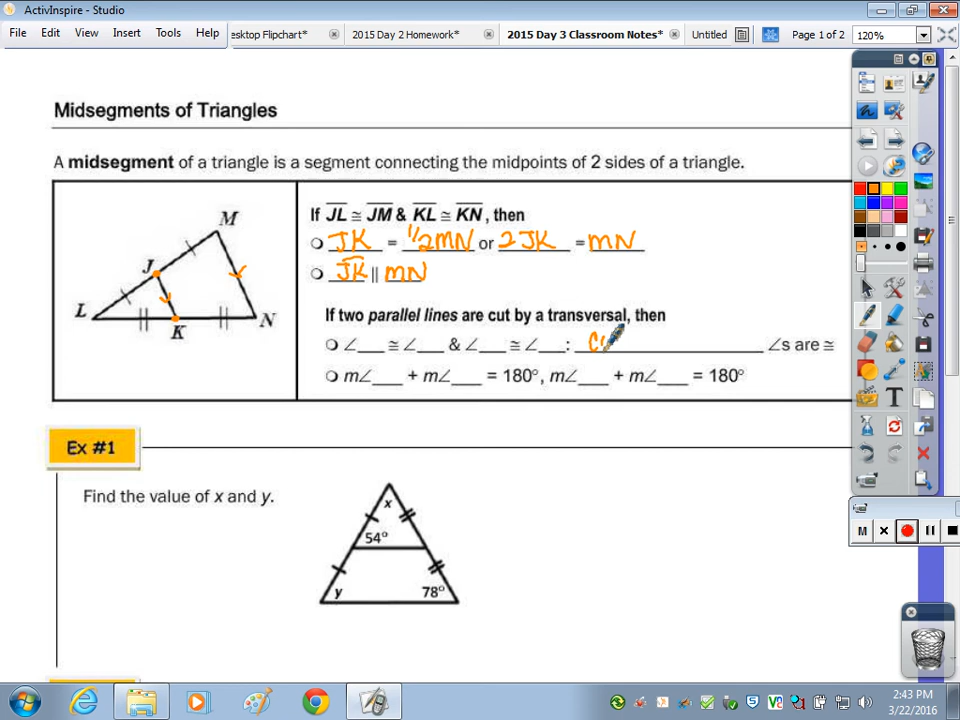 ActivInspire - Studio
File Edit View Insert Tools Help esktop Flipchart* 2015 Day 2 Homework* 2015 Day 3 Classroom Notes* Untitled Page 1 of 2 120%
Midsegments of Triangles
A midsegment of a triangle is a segment connecting the midpoints of 2 sides of a triangle.
M
J
L
K
N
If JL ≅ JM & KL ≅ KN, then
JK = 1/2 MN or 2JK = MN
JK || MN
If two parallel lines are cut by a transversal, then
∠___ ≅ ∠___ & ∠___ ≅ ∠___: ___ ∠s are ≅
m∠___ + m∠___ = 180°, m∠___ + m∠___ = 180°
Ex #1
Find the value of x and y.
x
54°
y
78°
T
M
2:43 PM
3/22/2016